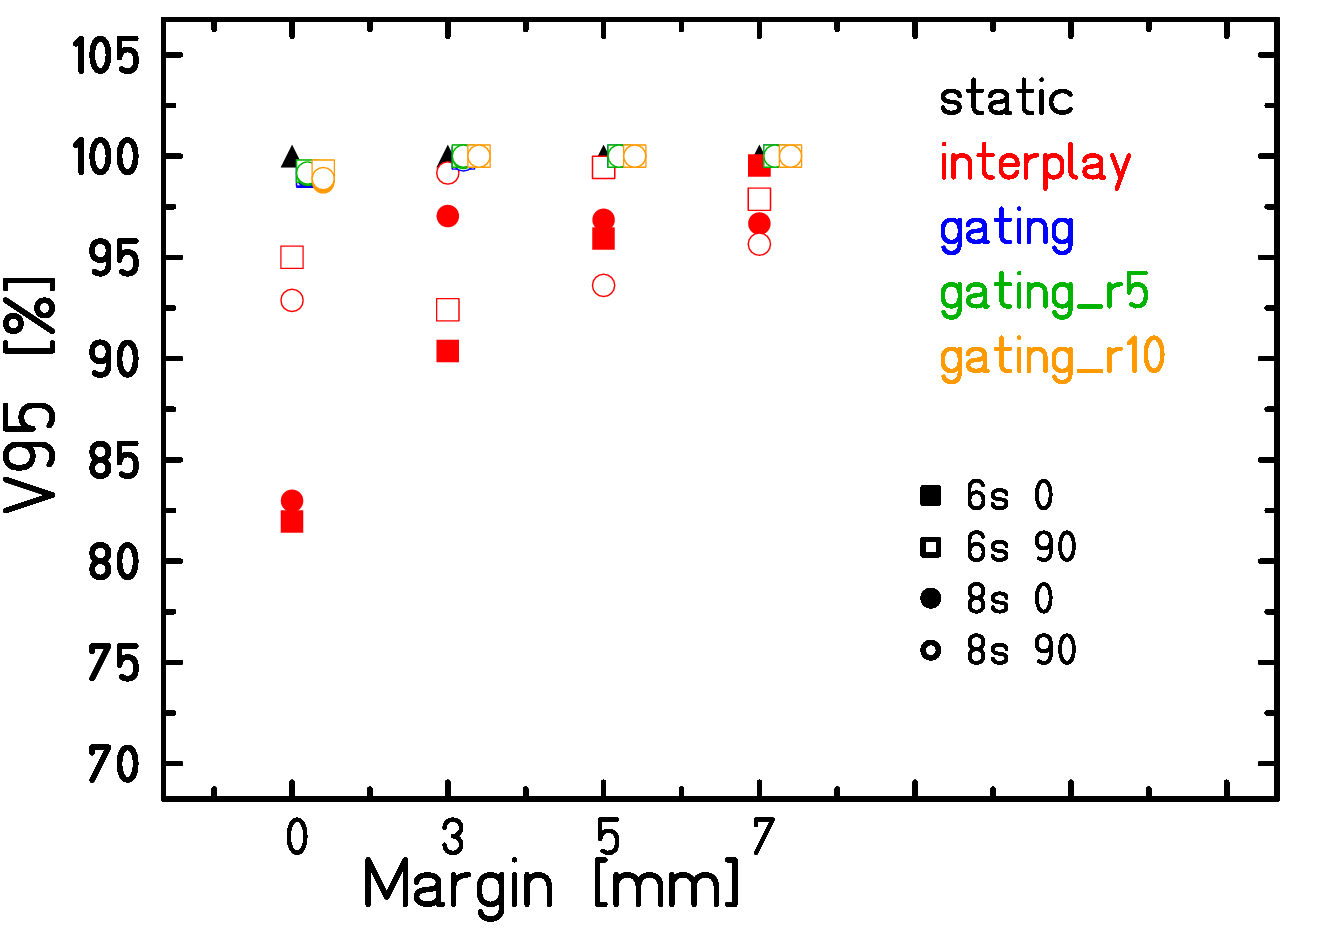 105
100
95
90
85
80
75
70
V95 [%]
0 3 5 7
Margin [mm]
static
interplay
gating
gating_r5
gating_r10
6s 0
6s 90
8s 0
8s 90